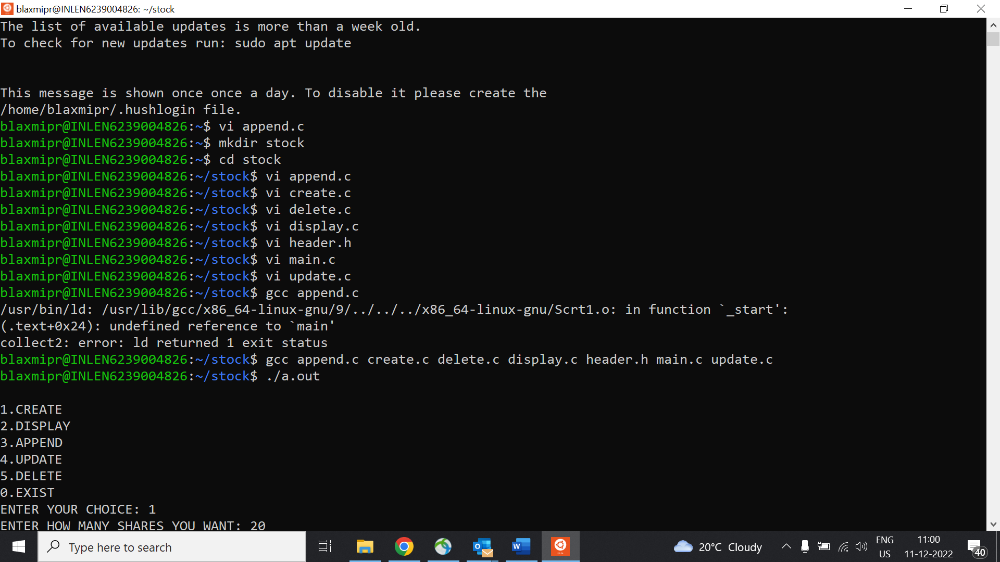 blaxmipr@INLEN6239004826: ~/stock
The list of available updates is more than a week old.
To check for new updates run: sudo apt update
This message is shown once once a day. To disable it please create the
/home/blaxmipr/.hushlogin file.
blaxmipr@INLEN6239004826:~$ vi append.c
blaxmipr@INLEN6239004826:~$ mkdir stock
blaxmipr@INLEN6239004826:~$ cd stock
blaxmipr@INLEN6239004826:~/stock$ vi append.c
blaxmipr@INLEN6239004826:~/stock$ vi create.c
blaxmipr@INLEN6239004826:~/stock$ vi delete.c
blaxmipr@INLEN6239004826:~/stock$ vi display.c
blaxmipr@INLEN6239004826:~/stock$ vi header.h
blaxmipr@INLEN6239004826:~/stock$ vi main.c
blaxmipr@INLEN6239004826:~/stock$ vi update.c
blaxmipr@INLEN6239004826:~/stock$ gcc append.c
/usr/bin/ld: /usr/lib/gcc/x86_64-linux-gnu/9/../../../x86_64-linux-gnu/Scrt1.o: in function `_start':
(.text+0x24): undefined reference to `main'
collect2: error: ld returned 1 exit status
blaxmipr@INLEN6239004826:~/stock$ gcc append.c create.c delete.c display.c header.h main.c update.c
blaxmipr@INLEN6239004826:~/stock$ ./a.out
1.CREATE
2.DISPLAY
3.APPEND
4.UPDATE
5.DELETE
0.EXIST
ENTER YOUR CHOICE: 1
ENTER HOW MANY SHARES YOU WANT: 20
Type here to search
20°C Cloudy
ENG
US
11:00
11-12-2022
40